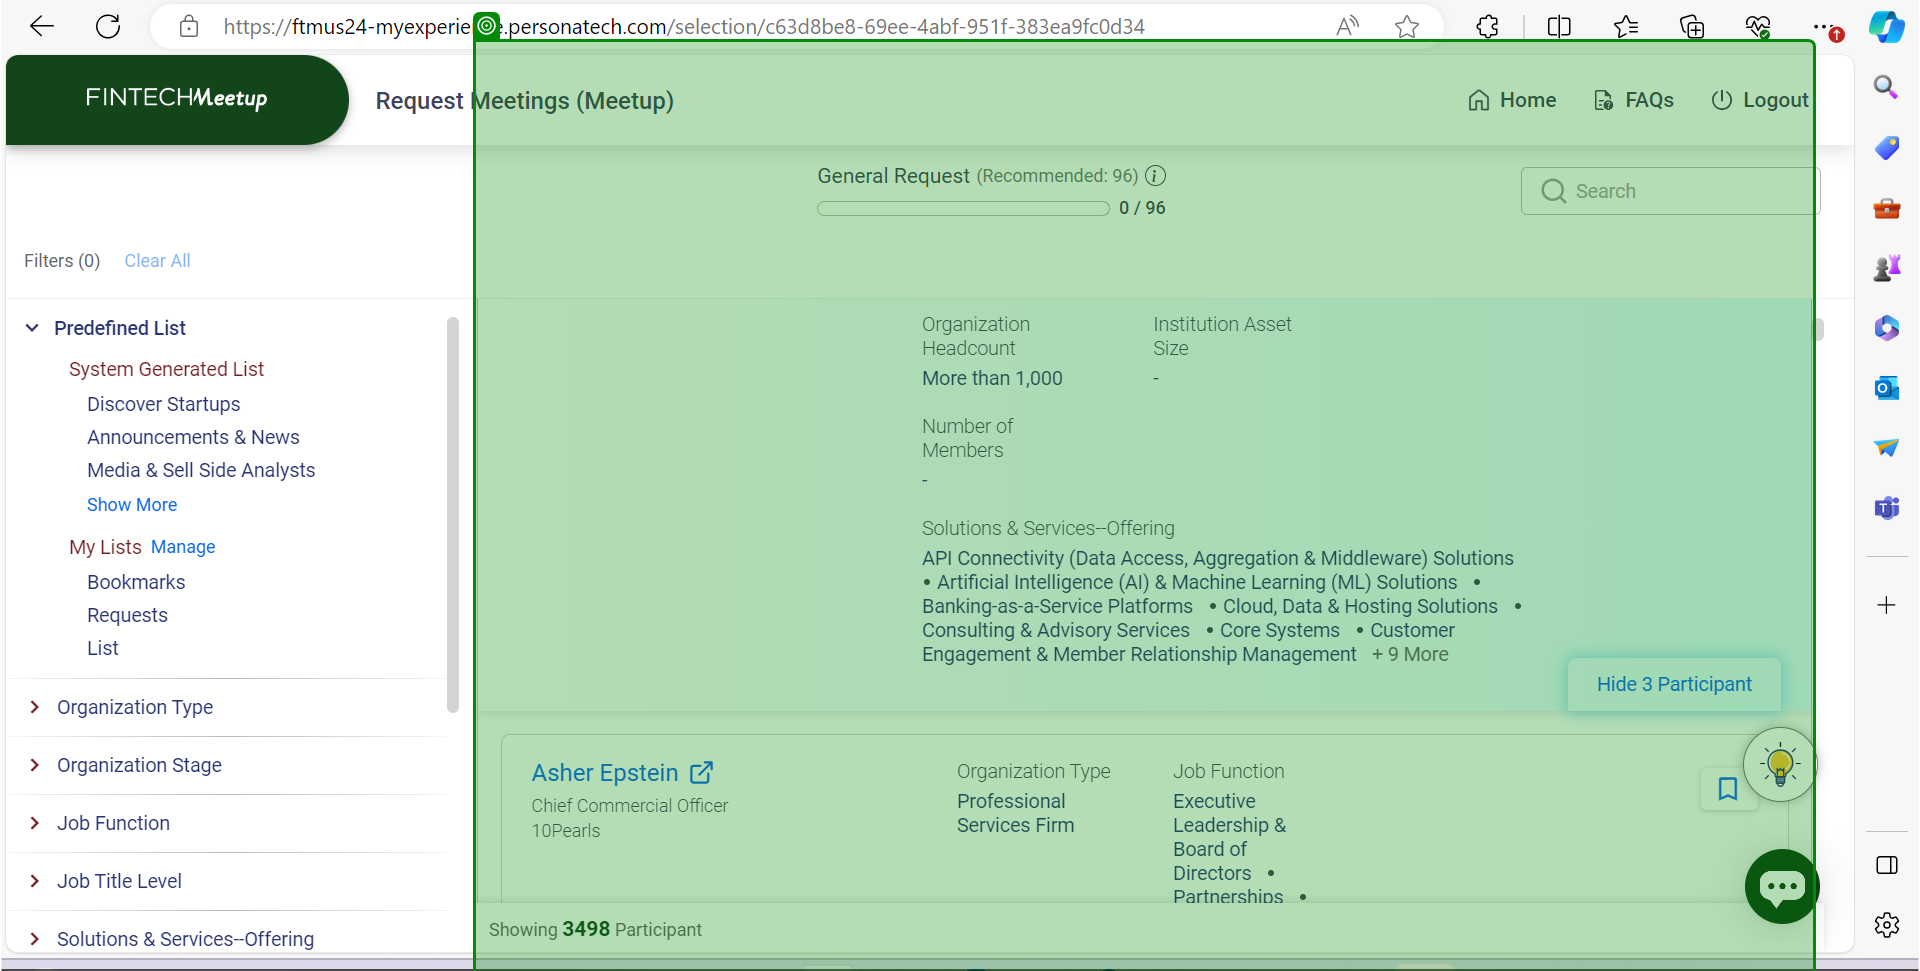 https://ftmus24-myexperie e.personatech.com/selection/c63d8be8-69ee-4abf-951f-383ea9fc0d34
FINTECHMeetup
Request Meetings (Meetup)
Home
FAQs
Logout
General Request (Recommended: 96)
0 / 96
Search
Filters (0) Clear All
Predefined List
System Generated List
Discover Startups
Announcements & News
Media & Sell Side Analysts
Show More
My Lists Manage
Bookmarks
Requests
List
Organization Type
Organization Stage
Job Function
Job Title Level
Solutions & Services--Offering
Organization
Headcount
More than 1,000
Institution Asset
Size
-
Number of
Members
-
Solutions & Services--Offering
API Connectivity (Data Access, Aggregation & Middleware) Solutions
• Artificial Intelligence (AI) & Machine Learning (ML) Solutions •
Banking-as-a-Service Platforms • Cloud, Data & Hosting Solutions •
Consulting & Advisory Services • Core Systems • Customer
Engagement & Member Relationship Management + 9 More
Hide 3 Participant
Asher Epstein
Chief Commercial Officer
10Pearls
Organization Type
Professional
Services Firm
Job Function
Executive
Leadership &
Board of
Directors •
Partnerships •
Showing 3498 Participant